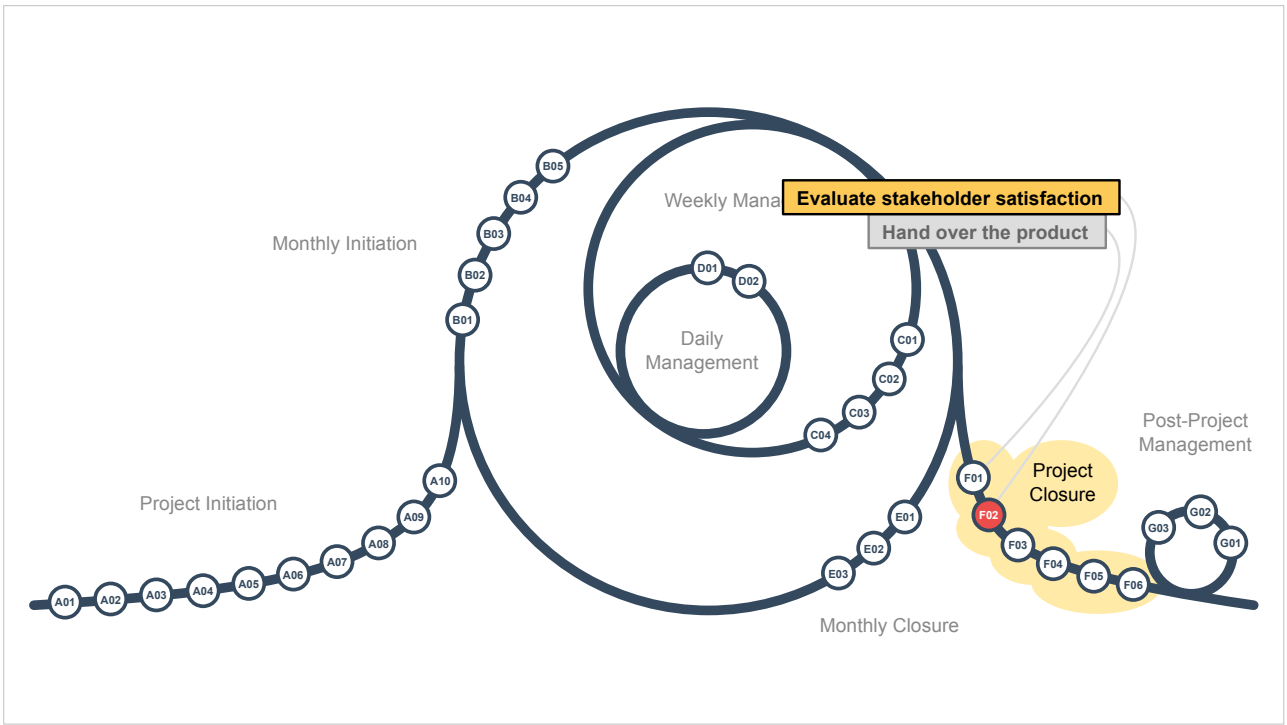 B05
B04
Weekly Mana
Evaluate stakeholder satisfaction
Hand over the product
Monthly Initiation
B03
B02
B01
D01
D02
Daily
Management
C01
C02
C03
C04
Post-Project
Management
Project Initiation
A10
A09
A08
A07
A06
A05
A04
A03
A02
A01
E01
E02
E03
Monthly Closure
Project
Closure
F01
F02
F03
F04
F05
F06
G03
G02
G01